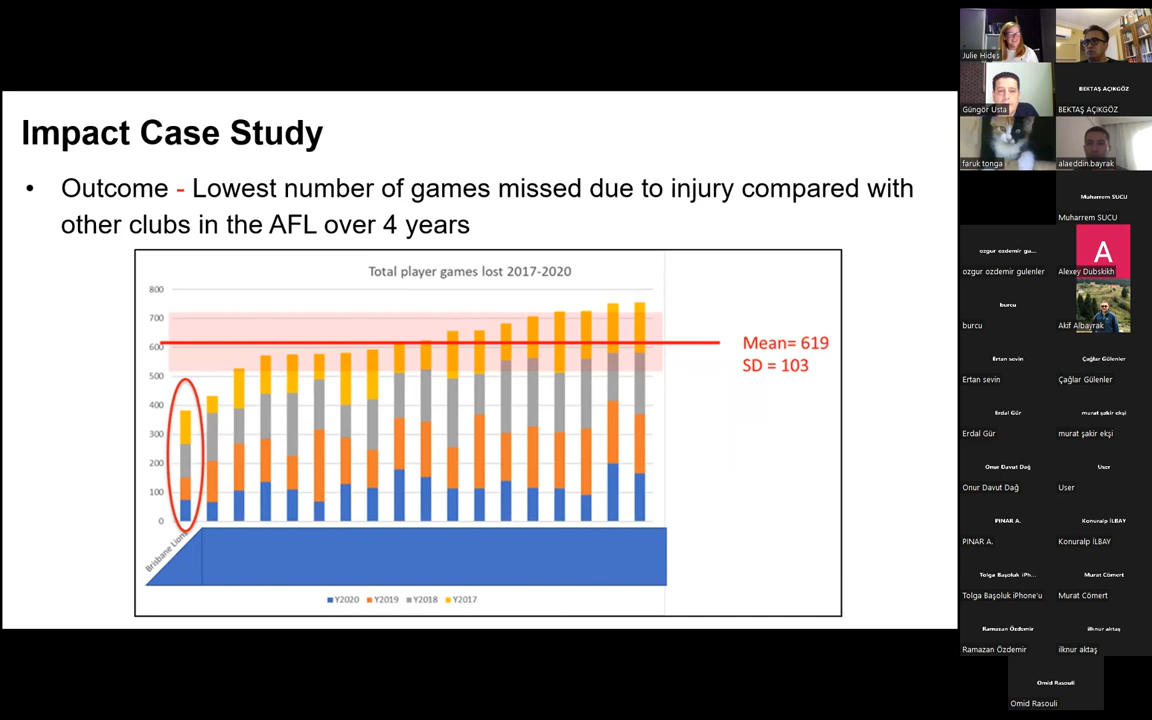 Impact Case Study
• Outcome - Lowest number of games missed due to injury compared with
other clubs in the AFL over 4 years
Total player games lost 2017-2020
800
700
600
500
400
300
200
100
0
Mean= 619
SD = 103
Brisbane Lions
Y2020 Y2019 Y2018 Y2017
Julie Hides
Güngör Usta
BEKTAŞ AÇIKGÖZ
BEKTAŞ AÇIKGÖZ
faruk tonga
alaeddin.bayrak
Muharrem SUCU
Muharrem SUCU
ozgur ozdemir gu...
ozgur ozdemir gulenler
A
Alexey Dubskikh
burcu
burcu
Akif Albayrak
Ertan sevin
Ertan sevin
Çağlar Gülenler
Çağlar Gülenler
Erdal Gür
Erdal Gür
murat şakir ekşi
murat şakir ekşi
Onur Davut Dağ
Onur Davut Dağ
User
User
PINAR A.
PINAR A.
Konuralp İLBAY
Konuralp İLBAY
Tolga Başoluk iPh...
Tolga Başoluk iPhone'u
Murat Cömert
Murat Cömert
Ramazan Özdemir
Ramazan Özdemir
ilknur aktaş
ilknur aktaş
Omid Rasouli
Omid Rasouli